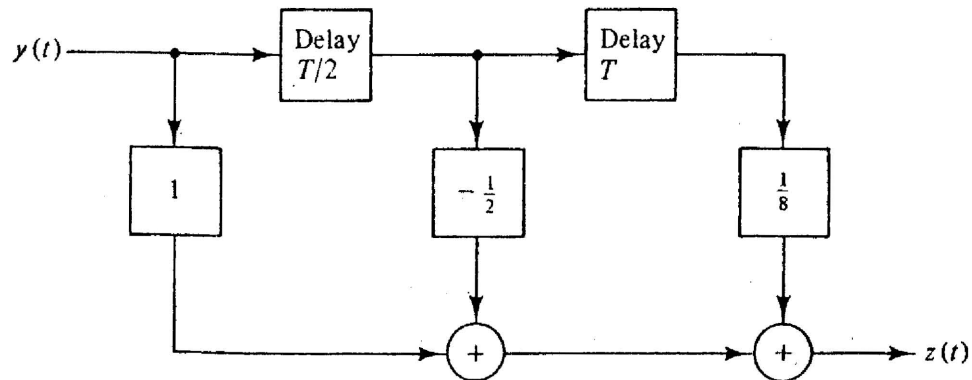 y(t)
Delay
T/2
Delay
T
1
- 1/2
1/8
+
+
z(t)